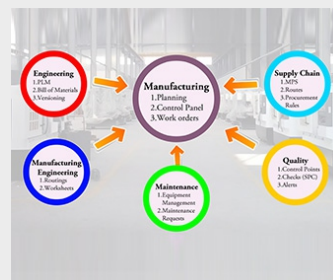 Engineering
1.PLM
2.Bill of Materials
3.Versioning
Manufacturing
1.Planning
2.Control Panel
3.Work orders
Supply Chain
1.MPS
2.Routes
3.Procurement
Rules
Manufacturing
Engineering
1.Routings
2.Worksheets
Maintenance
1.Equipment
Management
2.Maintenance
Requests
Quality
1.Control Points
2.Checks (SPC)
3.Alerts